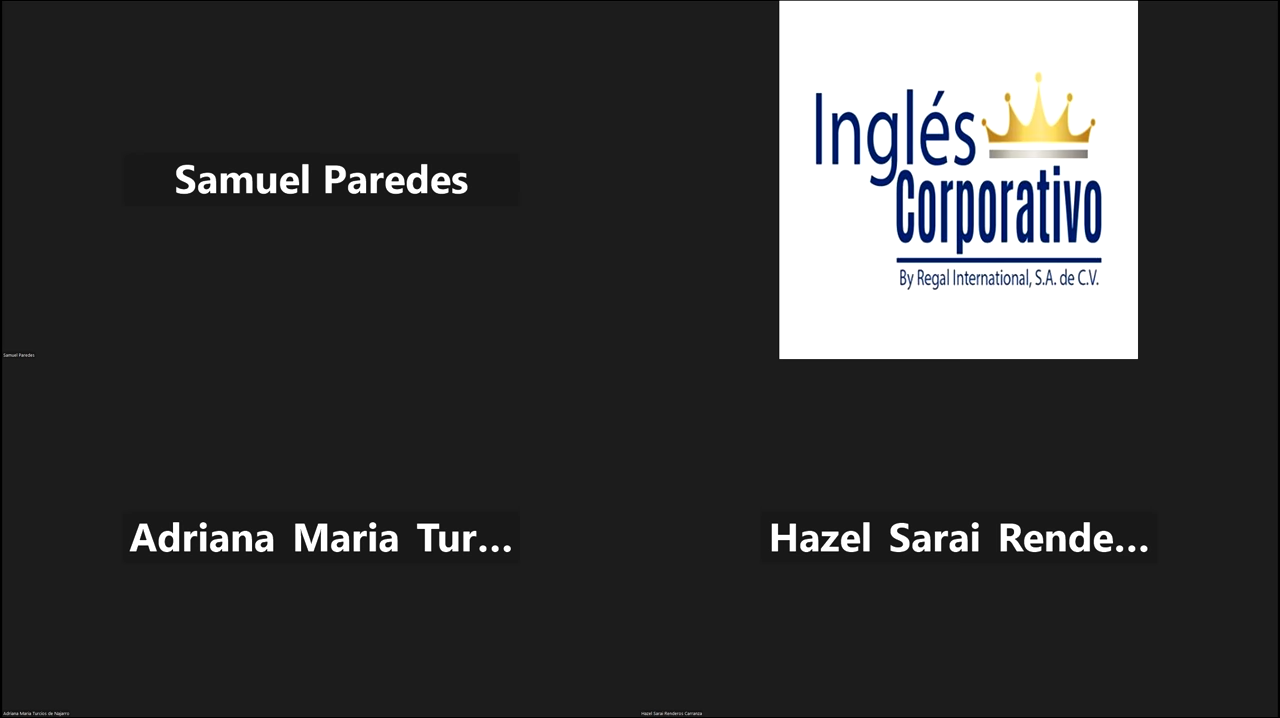 Samuel Paredes
Inglés
Corporativo
By Regal International, S.A. de C.V.
Samuel Paredes
Adriana Maria Tur...
Hazel Sarai Rende...
Adriana Maria Turcios de Najarro
Hazel Sarai Renderos Carranza